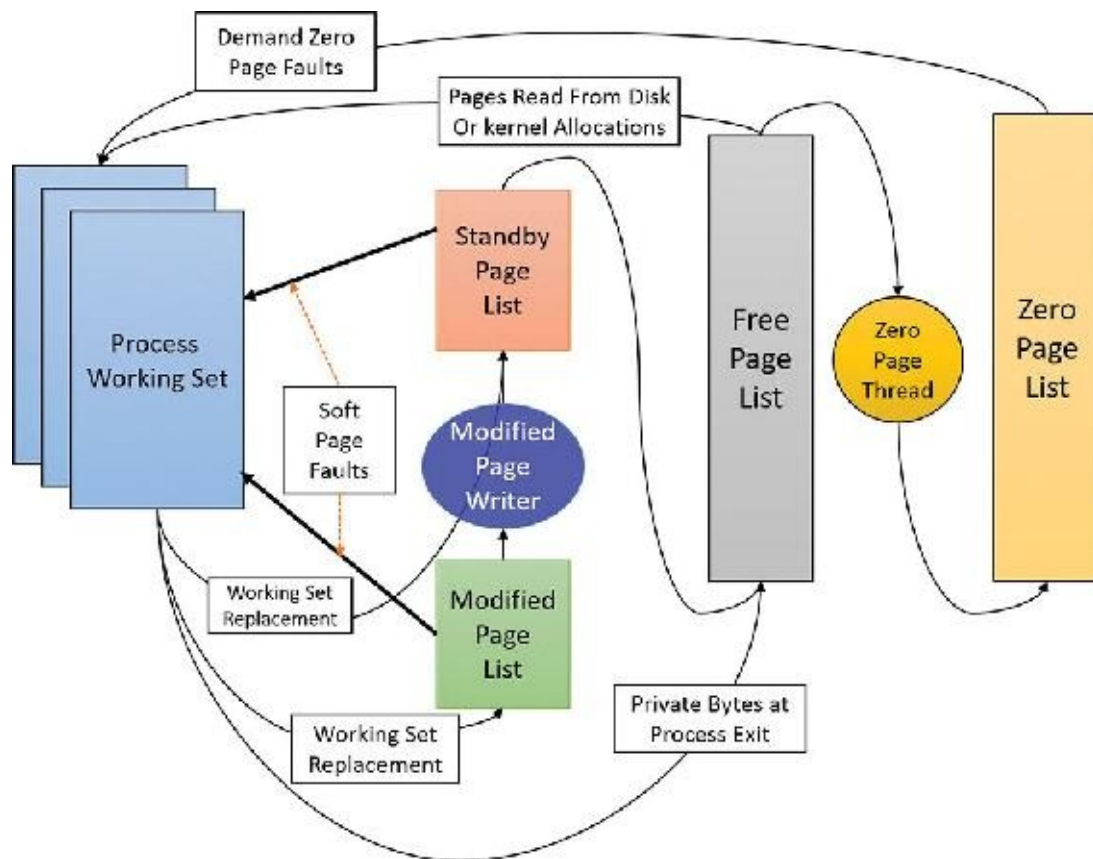 Demand Zero
Page Faults
Pages Read From Disk
Or kernel Allocations
Process
Working Set
Standby
Page
List
Free
Page
List
Zero
Page
Thread
Zero
Page
List
Soft
Page
Faults
Modified
Page
Writer
Working Set
Replacement
Modified
Page
List
Working Set
Replacement
Private Bytes at
Process Exit